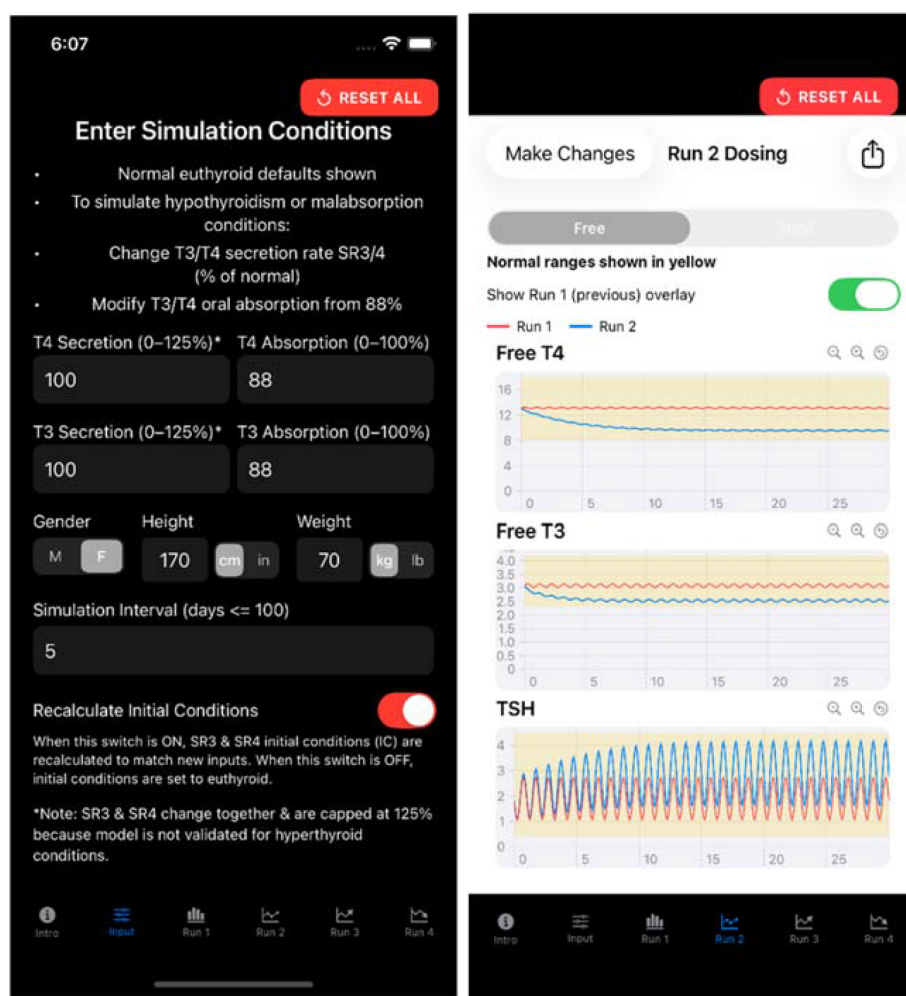 6:07
RESET ALL
Enter Simulation Conditions
• Normal euthyroid defaults shown
• To simulate hypothyroidism or malabsorption
conditions:
• Change T3/T4 secretion rate SR3/4
(% of normal)
• Modify T3/T4 oral absorption from 88%
T4 Secretion (0–125%)* T4 Absorption (0–100%)
100 88
T3 Secretion (0–125%)* T3 Absorption (0–100%)
100 88
Gender Height Weight
M F 170 cm in 70 kg lb
Simulation Interval (days <= 100)
5
Recalculate Initial Conditions
When this switch is ON, SR3 & SR4 initial conditions (IC) are
recalculated to match new inputs. When this switch is OFF,
initial conditions are set to euthyroid.
*Note: SR3 & SR4 change together & are capped at 125%
because model is not validated for hyperthyroid
conditions.
Intro Input Run 1 Run 2 Run 3 Run 4
RESET ALL
Make Changes Run 2 Dosing
Free Total
Normal ranges shown in yellow
Show Run 1 (previous) overlay
Run 1 Run 2
Free T4
16
12
8
4
0
0 5 10 15 20 25
Free T3
4.0
3.5
3.0
2.5
2.0
1.5
1.0
0.5
0
0 5 10 15 20 25
TSH
4
3
2
1
0
0 5 10 15 20 25
Intro Input Run 1 Run 2 Run 3 Run 4